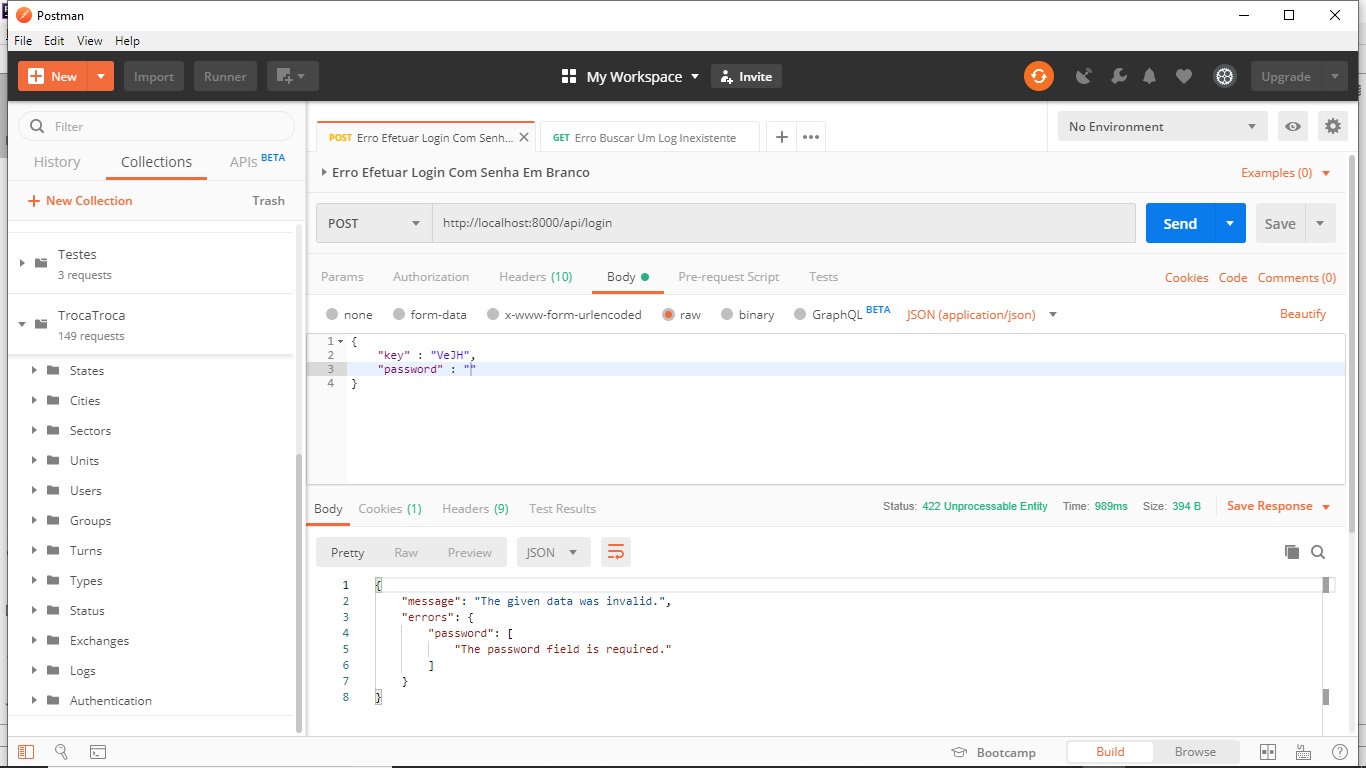 Postman
File Edit View Help
New Import Runner My Workspace Invite Upgrade
Filter
History Collections APIs BETA
New Collection Trash
Testes
3 requests
TrocaTroca
149 requests
States
Cities
Sectors
Units
Users
Groups
Turns
Types
Status
Exchanges
Logs
Authentication
POST Erro Efetuar Login Com Senh... GET Erro Buscar Um Log Inexistente
No Environment
Erro Efetuar Login Com Senha Em Branco Examples (0)
POST http://localhost:8000/api/login Send Save
Params Authorization Headers (10) Body Pre-request Script Tests Cookies Code Comments (0)
none form-data x-www-form-urlencoded raw binary GraphQL BETA JSON (application/json) Beautify
1 {
2 "key" : "VeJH",
3 "password" : ""
4 }
Body Cookies (1) Headers (9) Test Results Status: 422 Unprocessable Entity Time: 989ms Size: 394 B Save Response
Pretty Raw Preview JSON
1 {
2 "message": "The given data was invalid.",
3 "errors": {
4 "password": [
5 "The password field is required."
6 ]
7 }
8 }
Bootcamp Build Browse